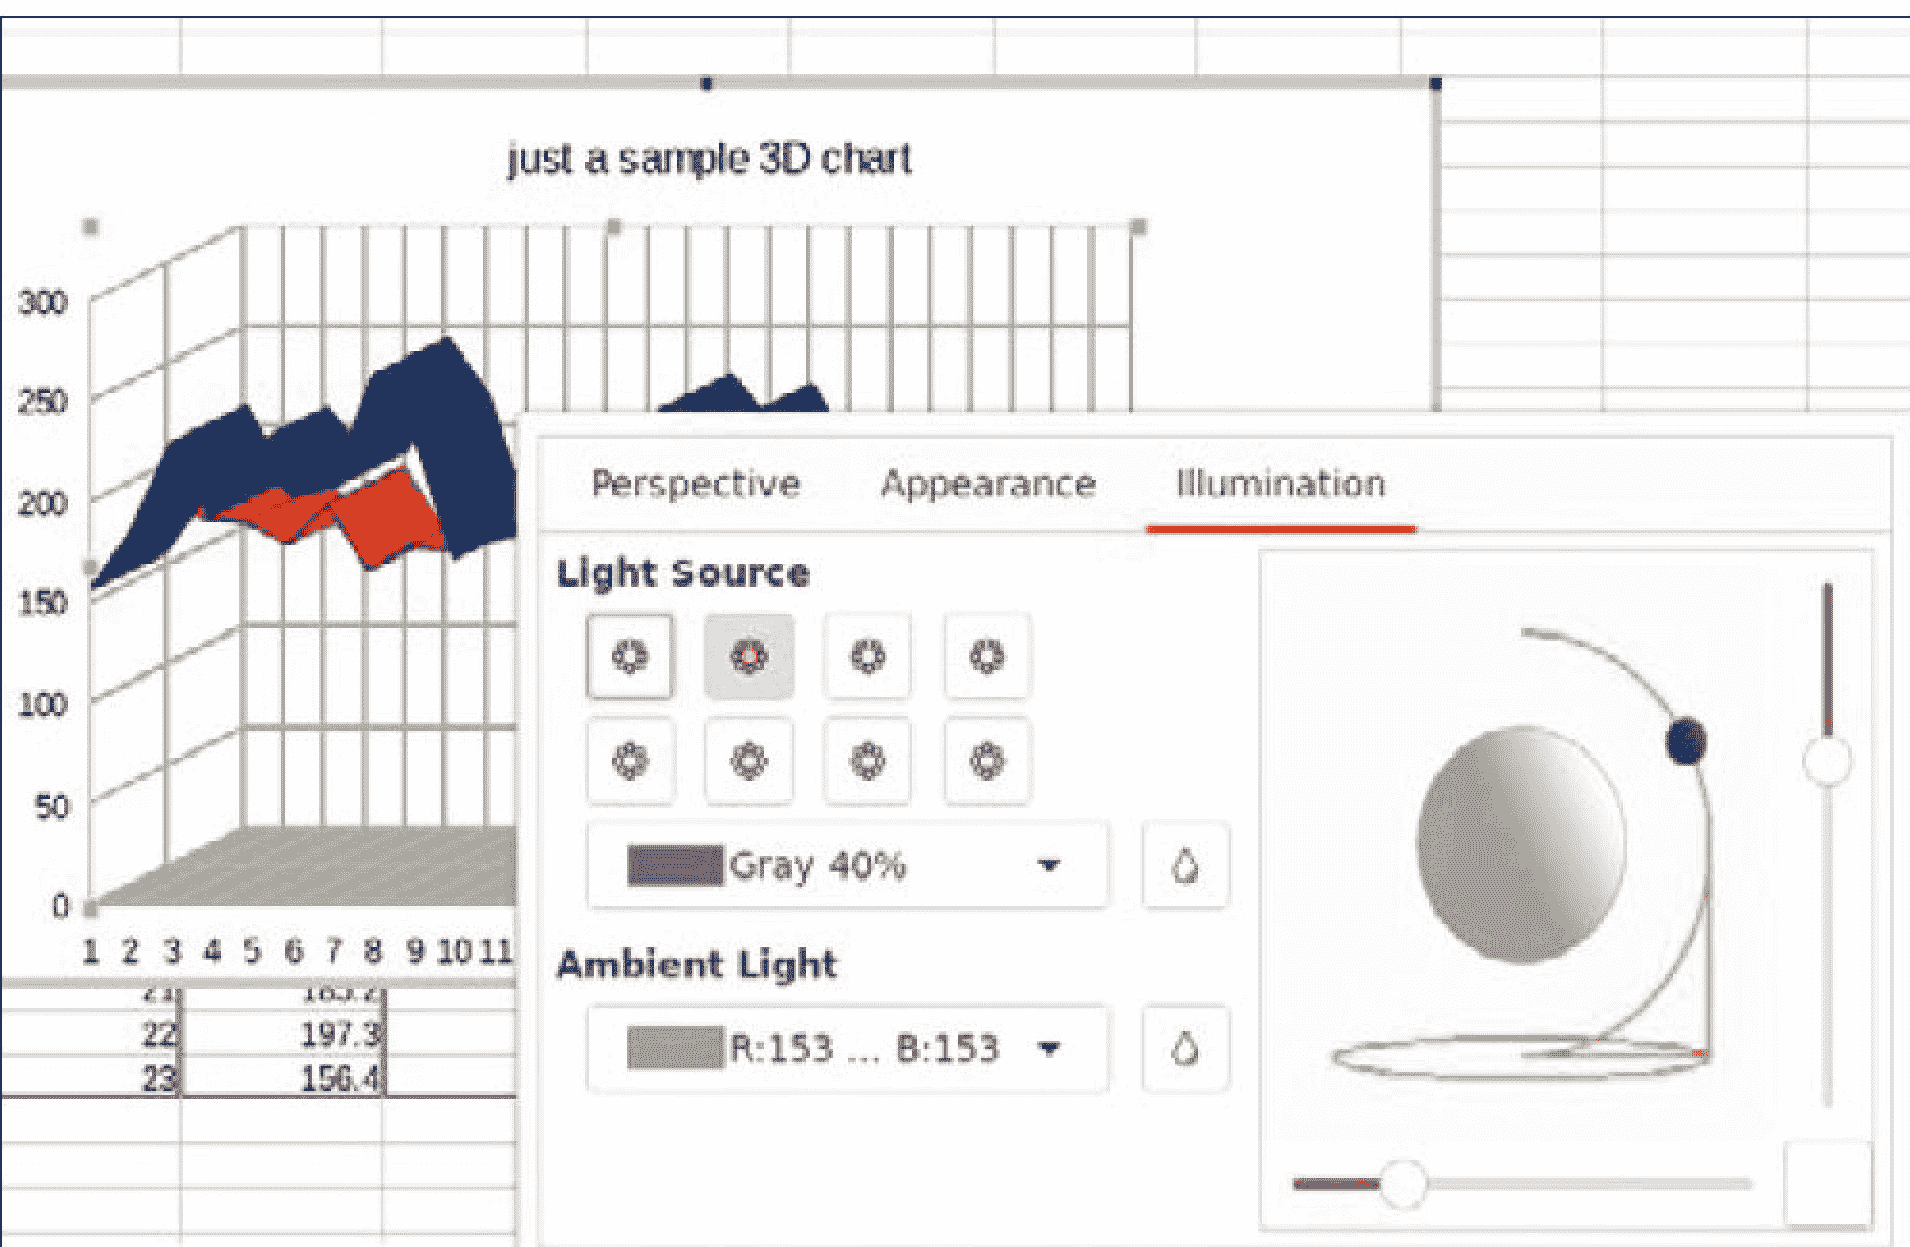 just a sample 3D chart
300
250
200
150
100
50
0
1 2 3 4 5 6 7 8 9 10 11
22 197.3
23 156.4
Perspective Appearance Illumination
Light Source
Gray 40%
Ambient Light
R:153 ... B:153